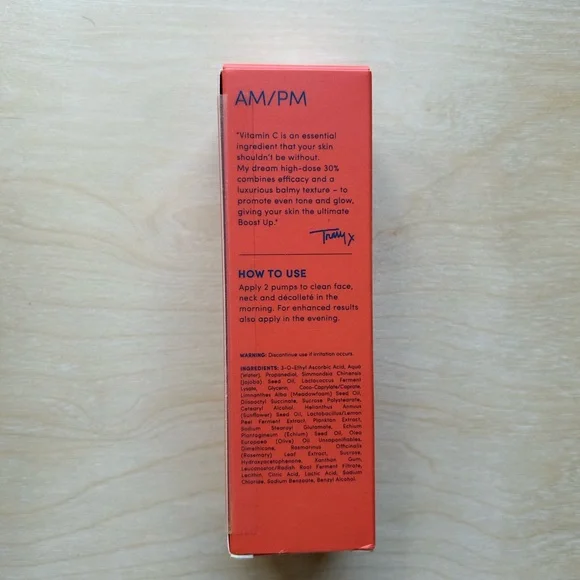 AM/PM
"Vitamin C is an essential
ingredient that your skin
shouldn't be without.
My dream high-dose 30%
combines efficacy and a
luxurious balmy texture – to
promote even tone and glow,
giving your skin the ultimate
Boost Up."
Tracy x
HOW TO USE
Apply 2 pumps to clean face,
neck and décolleté in the
morning. For enhanced results
also apply in the evening.
WARNING: Discontinue use if irritation occurs.
INGREDIENTS: 3-O-Ethyl Ascorbic Acid, Aqua
(Water), Propanediol, Simmondsia Chinensis
(Jojoba) Seed Oil, Lactococcus Ferment
Lysate, Glycerin, Coco-Caprylate/Caprate,
Limnanthes Alba (Meadowfoam) Seed Oil,
Diisoamyl Succinate, Sucrose Polystearate,
Cetearyl Alcohol, Helianthus Annuus
(Sunflower) Seed Oil, Lactobacillus/Lemon
Peel Ferment Extract, Plankton Extract,
Sodium Stearoyl Glutamate, Echium
Plantagineum (Echium) Seed Oil, Olea
Europaea (Olive) Oil Unsaponifiables,
Dimethicone, Rosmarinus Officinalis
(Rosemary) Leaf Extract, Sucrose,
Hydroxyacetophenone, Xanthan Gum,
Leuconostoc/Radish Root Ferment Filtrate,
Lecithin, Citric Acid, Lactic Acid, Sodium
Chloride, Sodium Benzoate, Benzyl Alcohol.